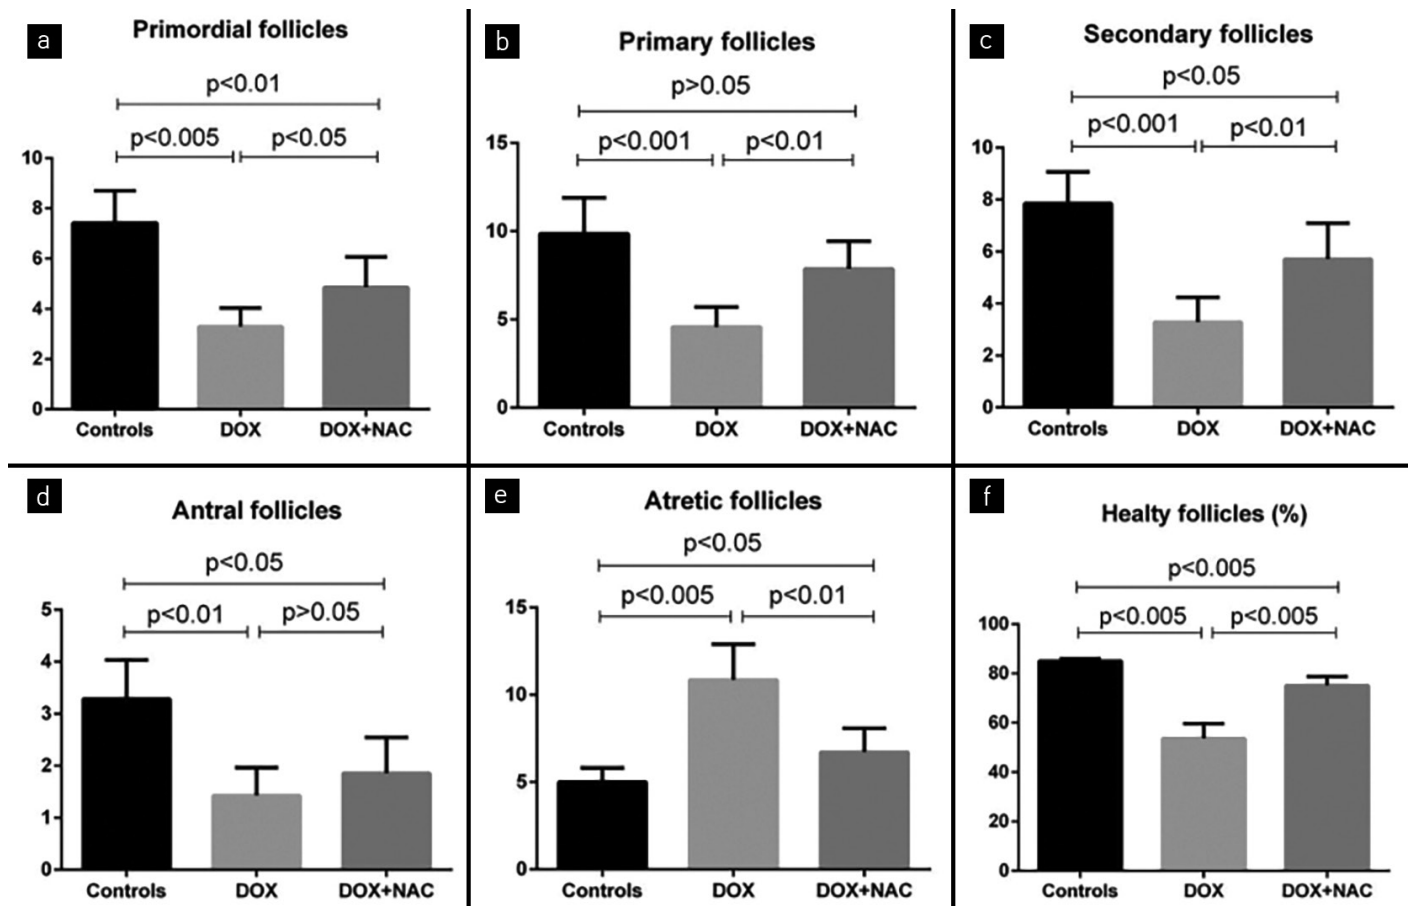 a
Primordial follicles
p<0.01
p<0.005
p<0.05
10
8
6
4
2
0
Controls
DOX
DOX+NAC
b
Primary follicles
p>0.05
p<0.001
p<0.01
15
10
5
0
Controls
DOX
DOX+NAC
c
Secondary follicles
p<0.05
p<0.001
p<0.01
10
8
6
4
2
0
Controls
DOX
DOX+NAC
d
Antral follicles
p<0.05
p<0.01
p>0.05
5
4
3
2
1
0
Controls
DOX
DOX+NAC
e
Atretic follicles
p<0.05
p<0.005
p<0.01
15
10
5
0
Controls
DOX
DOX+NAC
f
Healty follicles (%)
p<0.005
p<0.005
p<0.005
100
80
60
40
20
0
Controls
DOX
DOX+NAC